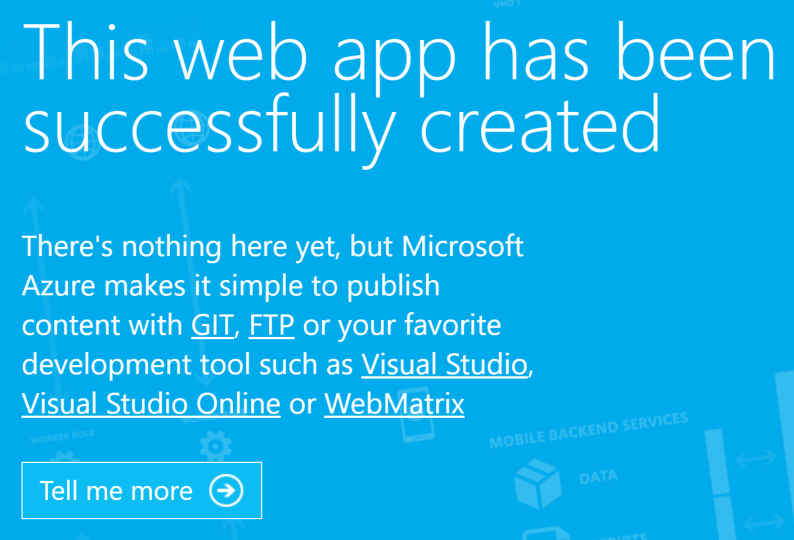 VHD 1
This web app has been
successfully created
There's nothing here yet, but Microsoft
Azure makes it simple to publish
content with GIT, FTP or your favorite
development tool such as Visual Studio,
Visual Studio Online or WebMatrix
WORKER ROLE
MOBILE BACKEND SERVICES
DATA
Tell me more